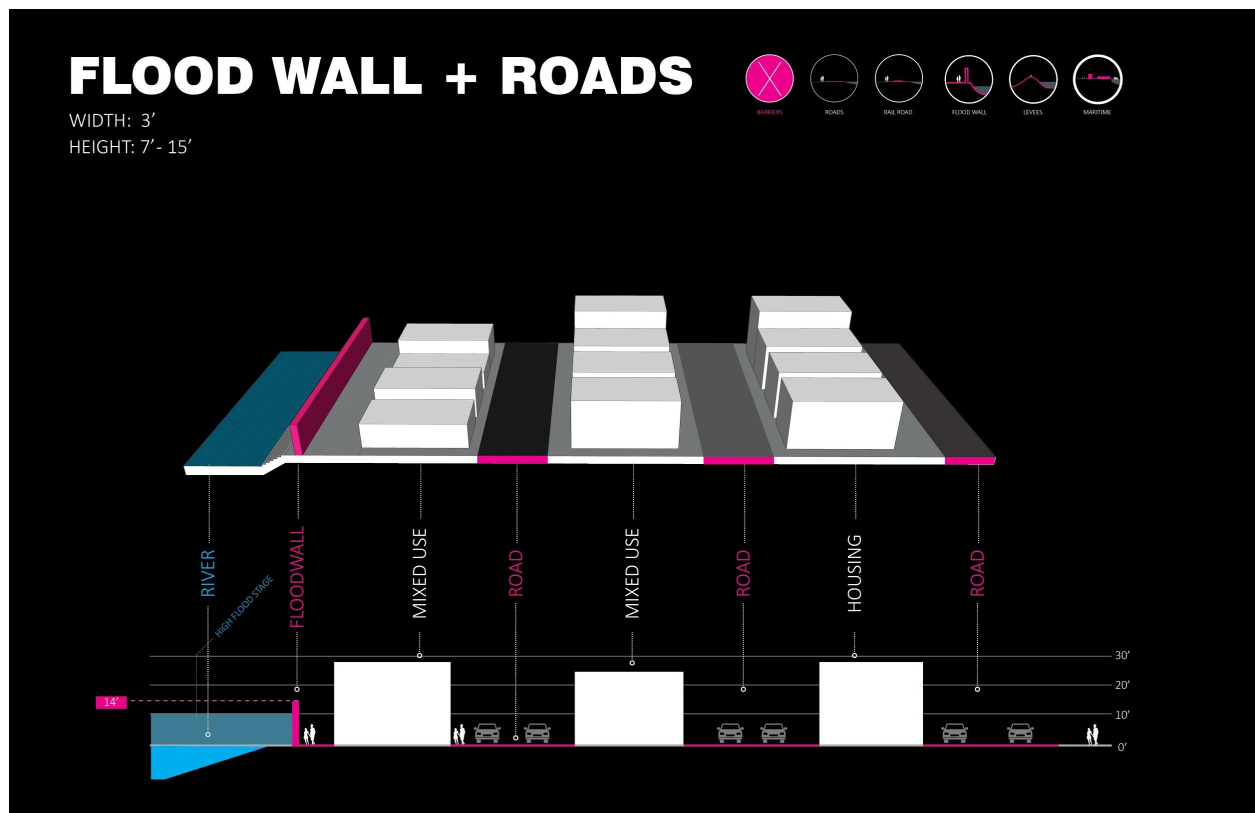 FLOOD WALL + ROADS
WIDTH: 3’
HEIGHT: 7’- 15’
BARRIERS
ROADS
RAIL ROAD
FLOOD WALL
LEVEES
MARITIME
RIVER
HIGH FLOOD STAGE
FLOODWALL
MIXED USE
ROAD
MIXED USE
ROAD
HOUSING
ROAD
30’
20’
14’
10’
0’